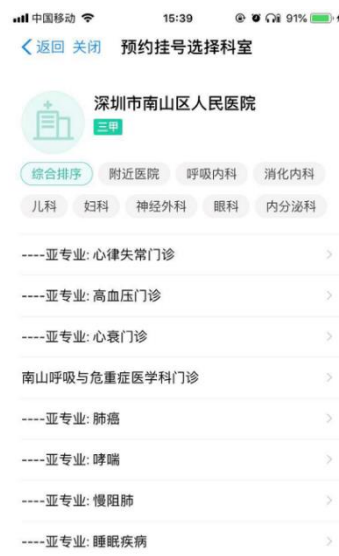 中国移动 15:39 91%
返回 关闭 预约挂号选择科室
深圳市南山区人民医院
三甲
综合排序 附近医院 呼吸内科 消化内科
儿科 妇科 神经外科 眼科 内分泌科
----亚专业: 心律失常门诊
----亚专业: 高血压门诊
----亚专业: 心衰门诊
南山呼吸与危重症医学科门诊
----亚专业: 肺癌
----亚专业: 哮喘
----亚专业: 慢阻肺
----亚专业: 睡眠疾病